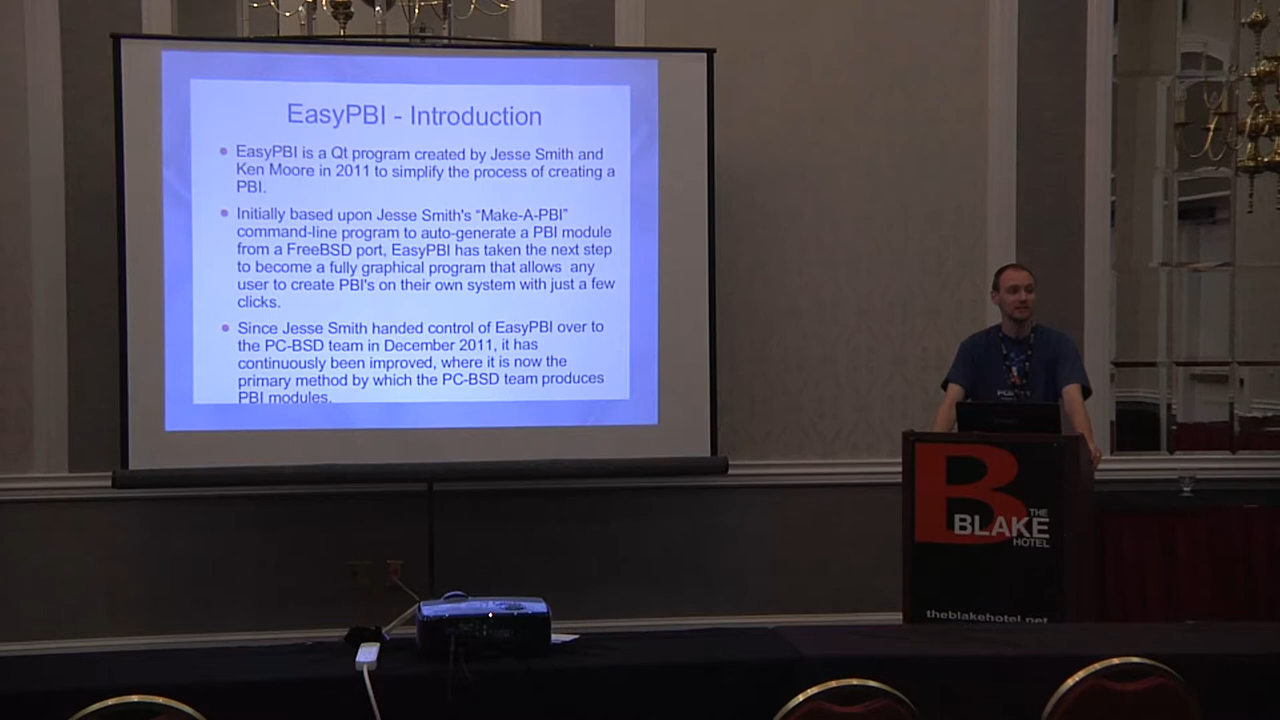 EasyPBI - Introduction
EasyPBI is a Qt program created by Jesse Smith and
Ken Moore in 2011 to simplify the process of creating a
PBI.
Initially based upon Jesse Smith's "Make-A-PBI"
command-line program to auto-generate a PBI module
from a FreeBSD port, EasyPBI has taken the next step
to become a fully graphical program that allows any
user to create PBI's on their own system with just a few
clicks.
Since Jesse Smith handed control of EasyPBI over to
the PC-BSD team in December 2011, it has
continuously been improved, where it is now the
primary method by which the PC-BSD team produces
PBI modules.
B
THE
BLAKE
HOTEL
theblakehotel.net